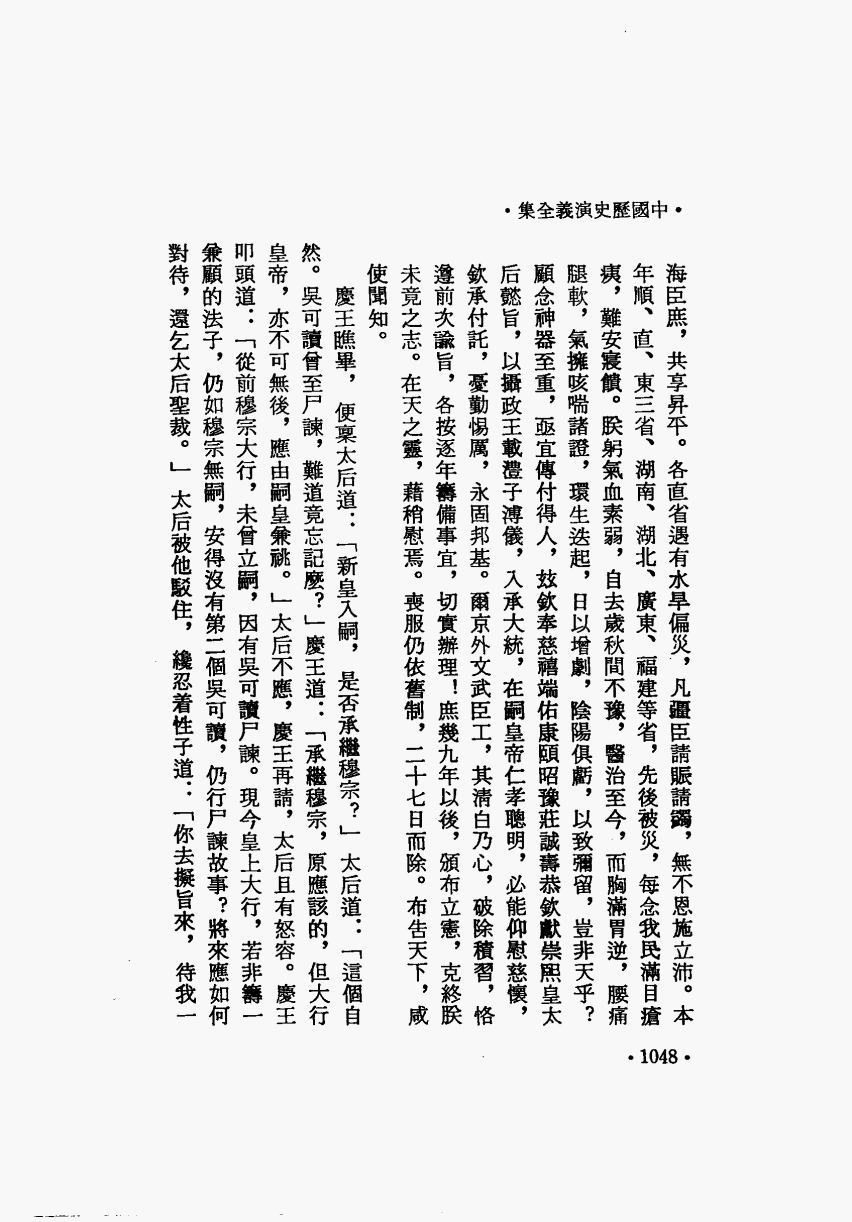 •中國歷史演義全集•
海臣庶，共享昇平。各直省遇有水旱偏災，凡疆臣請賑請蠲，無不恩施立沛。本
年順、直、東三省、湖南、湖北、廣東、福建等省，先後被災，每念我民滿目瘡
痍，難安寢饋。朕躬氣血素弱，自去歲秋間不豫，醫治至今，而胸滿胃逆，腰痛
腿軟，氣擁咳喘諸證，環生迭起，日以增劇，陰陽俱虧，以致彌留，豈非天乎？
顧念神器至重，亟宜傳付得人，玆欽奉慈禧端佑康頤昭豫莊誠壽恭欽獻崇熙皇太
后懿旨，以攝政王載灃子溥儀，入承大統，在嗣皇帝仁孝聰明，必能仰慰慈懷，
欽承付託，憂勤惕厲，永固邦基。爾京外文武臣工，其淸白乃心，破除積習，恪
遵前次諭旨，各按逐年籌備事宜，切實辦理！庶幾九年以後，頒布立憲，克終朕
未竟之志。在天之靈，藉稍慰焉。喪服仍依舊制，二十七日而除。布告天下，咸
使聞知。
慶王瞧畢，便稟太后道：「新皇入嗣，是否承繼穆宗？」太后道：「這個自
然。吳可讀曾至尸諫，難道竟忘記麼？」慶王道：「承繼穆宗，原應該的，但大行
皇帝，亦不可無後，應由嗣皇兼祧。」太后不應，慶王再請，太后且有怒容。慶王
叩頭道：「從前穆宗大行，未曾立嗣，因有吳可讀尸諫。現今皇上大行，若非籌一
兼顧的法子，仍如穆宗無嗣，安得沒有第二個吳可讀，仍行尸諫故事？將來應如何
對待，還乞太后聖裁。」太后被他駁住，纔忍着性子道：「你去擬旨來，待我一
•1048•